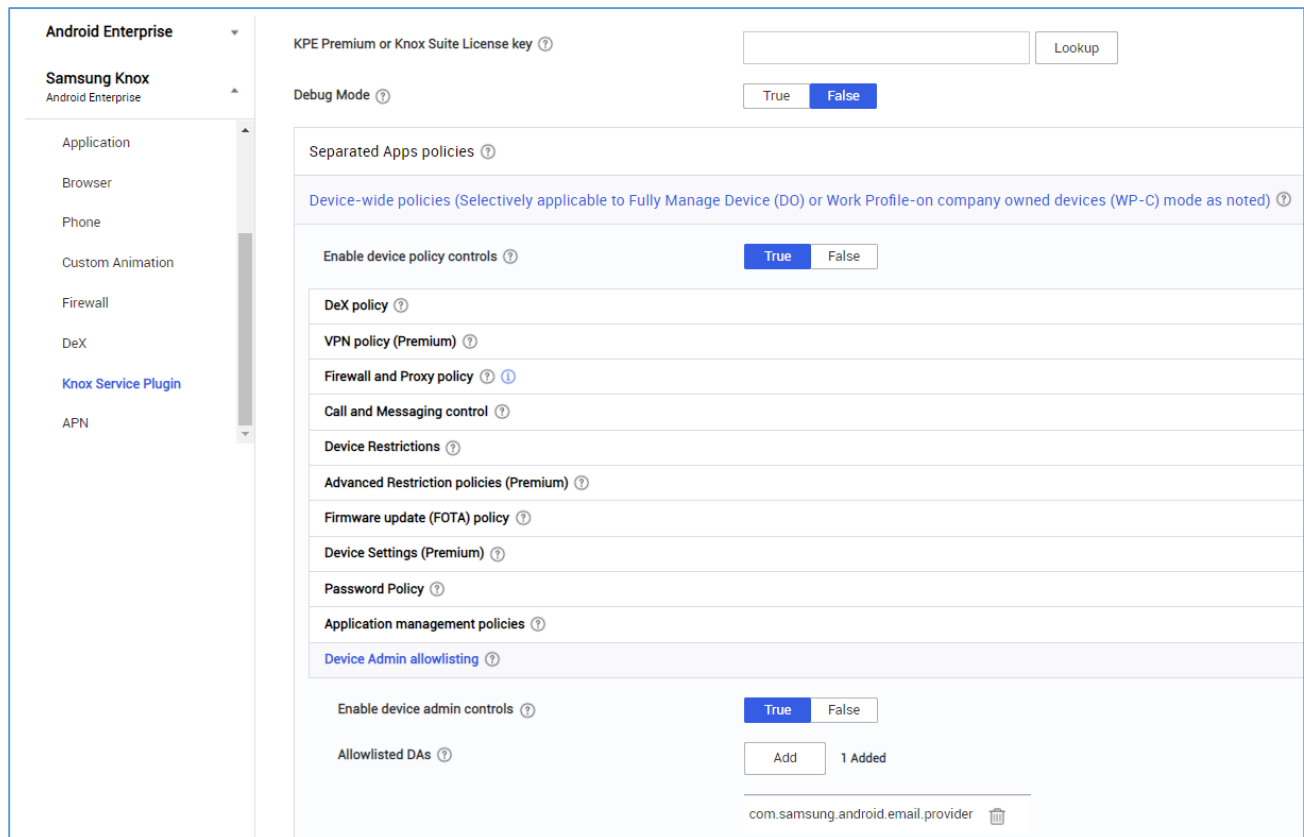 Android Enterprise
Samsung Knox
Android Enterprise
Application
Browser
Phone
Custom Animation
Firewall
DeX
Knox Service Plugin
APN
KPE Premium or Knox Suite License key
Lookup
Debug Mode
True False
Separated Apps policies
Device-wide policies (Selectively applicable to Fully Manage Device (DO) or Work Profile-on company owned devices (WP-C) mode as noted)
Enable device policy controls
True False
DeX policy
VPN policy (Premium)
Firewall and Proxy policy
Call and Messaging control
Device Restrictions
Advanced Restriction policies (Premium)
Firmware update (FOTA) policy
Device Settings (Premium)
Password Policy
Application management policies
Device Admin allowlisting
Enable device admin controls
True False
Allowlisted DAs
Add 1 Added
com.samsung.android.email.provider